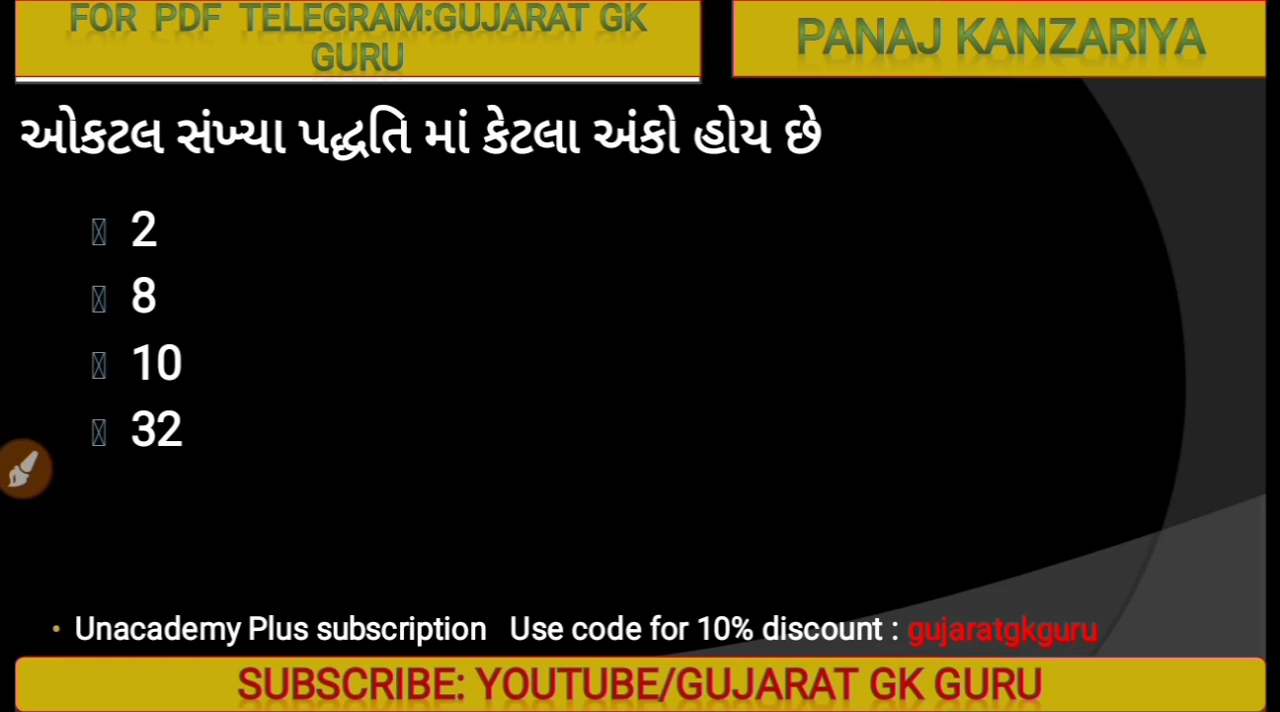 FOR PDF TELEGRAM:GUJARAT GK
GURU
PANAJ KANZARIYA
ઓકટલ સંખ્યા પદ્ધતિ માં કેટલા અંકો હોય છે
2
8
10
32
• Unacademy Plus subscription Use code for 10% discount : gujaratgkguru
SUBSCRIBE: YOUTUBE/GUJARAT GK GURU